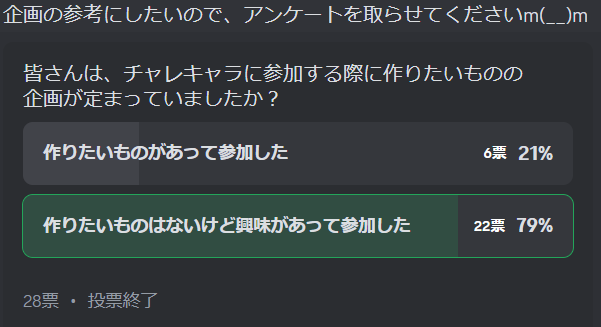 企画の参考にしたいので、アンケートを取らせてくださいm(__)m
皆さんは、チャレキャラに参加する際に作りたいものの
企画が定まっていましたか？
作りたいものがあって参加した 6票 21%
作りたいものはないけど興味があって参加した 22票 79%
28票 • 投票終了